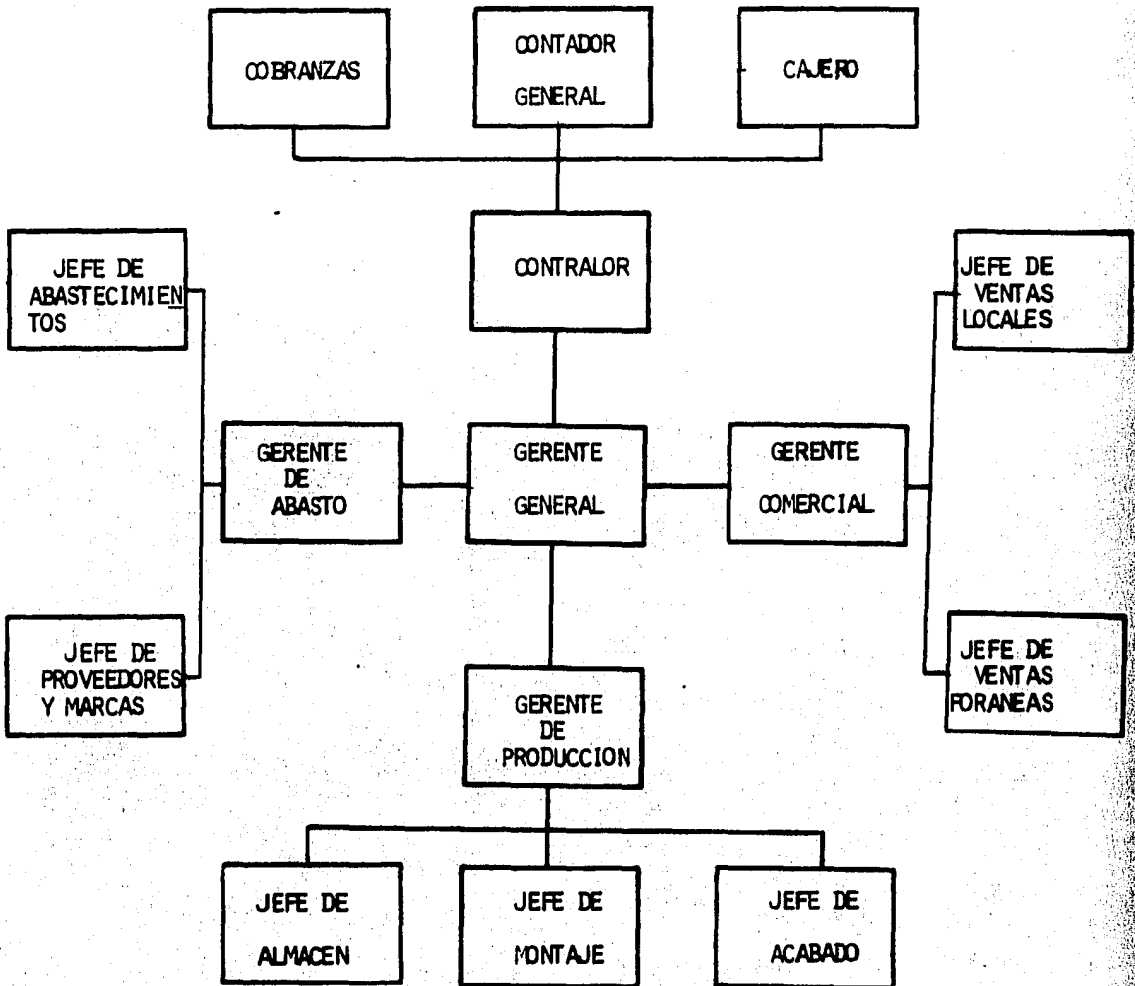 COBRANZAS
CONTADOR
GENERAL
CAJERO
CONTRALOR
JEFE DE
ABASTECIMIEN
TOS
JEFE DE
VENTAS
LOCALES
GERENTE
DE
ABASTO
GERENTE
GENERAL
GERENTE
COMERCIAL
JEFE DE
PROVEEDORES
Y MARCAS
GERENTE
DE
PRODUCCION
JEFE DE
VENTAS
FORANEAS
JEFE DE
ALMACEN
JEFE DE
MONTAJE
JEFE DE
ACABADO